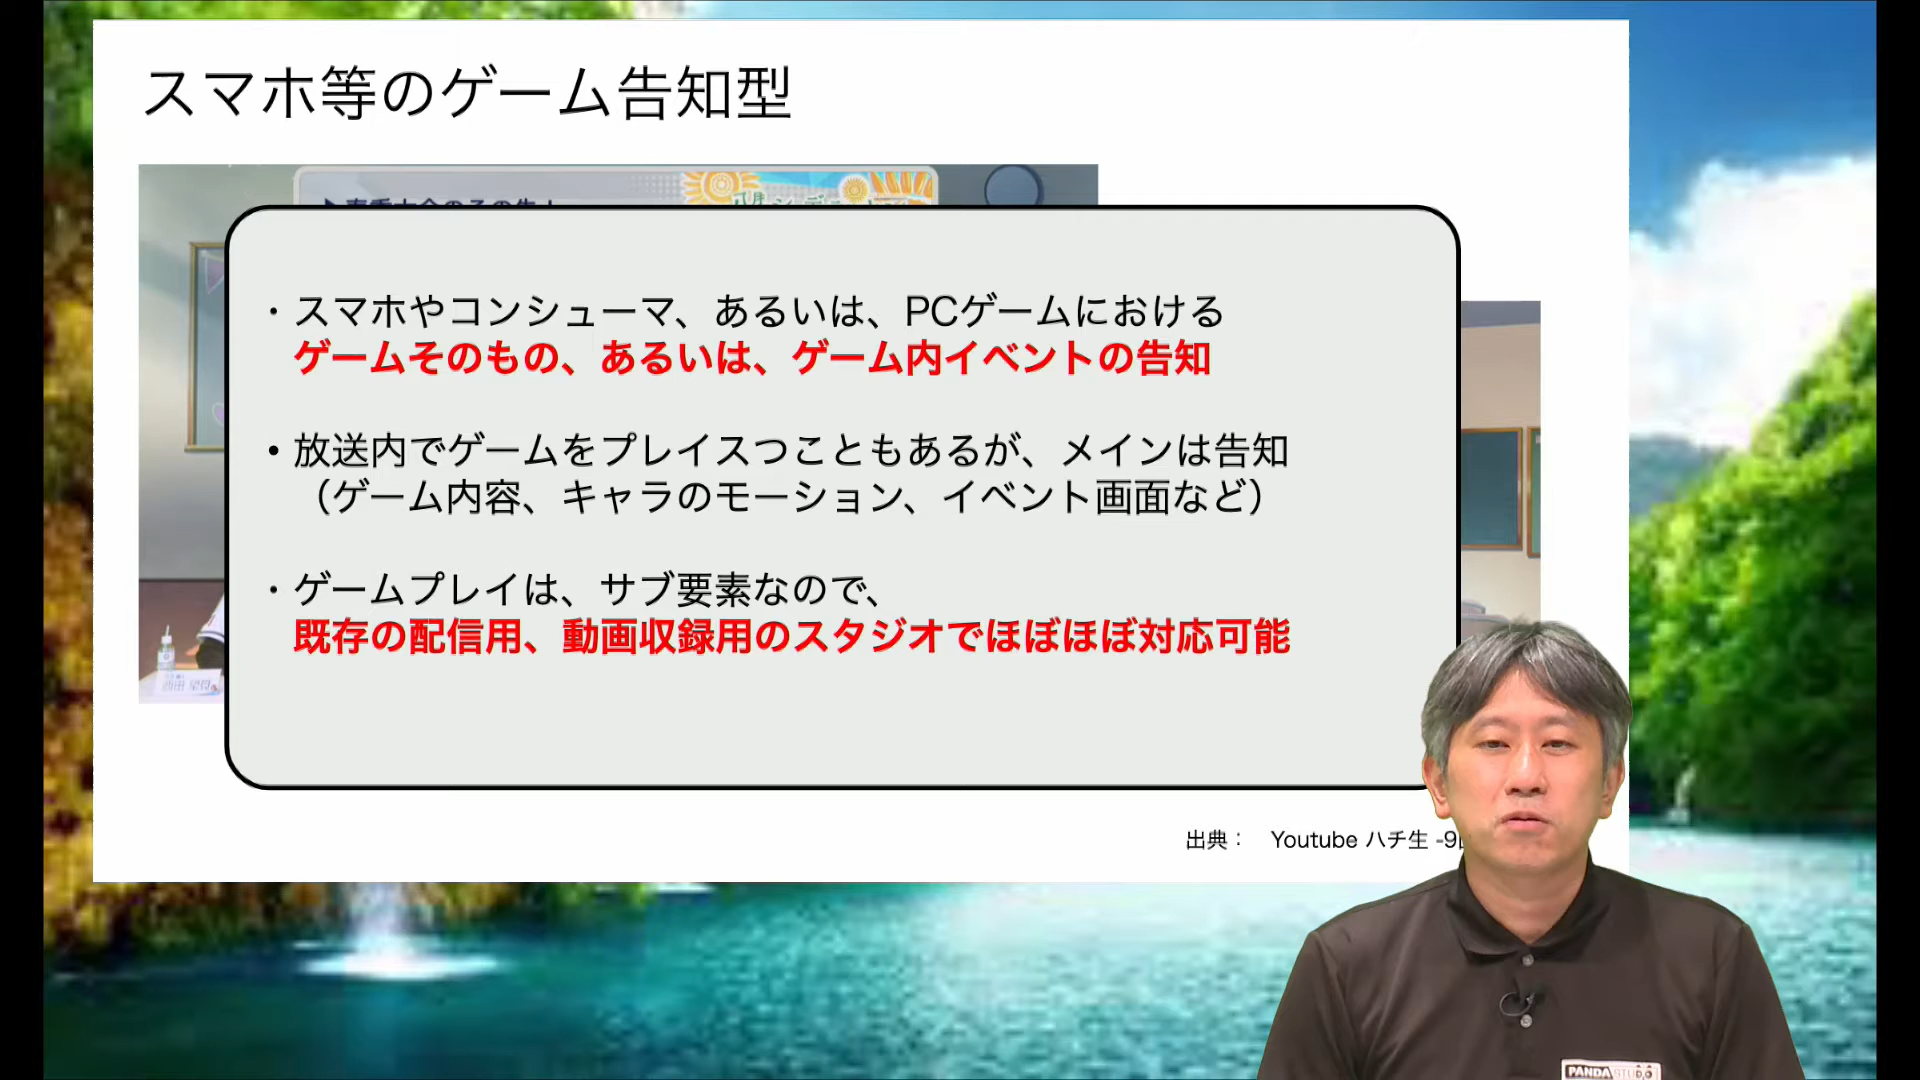 スマホ等のゲーム告知型
・スマホやコンシューマ、あるいは、PCゲームにおける
ゲームそのもの、あるいは、ゲーム内イベントの告知
・放送内でゲームをプレイスつこともあるが、メインは告知
（ゲーム内容、キャラのモーション、イベント画面など）
・ゲームプレイは、サブ要素なので、
既存の配信用、動画収録用のスタジオでほぼほぼ対応可能
出典： Youtube ハチ生 -9
PANDA STUDIO